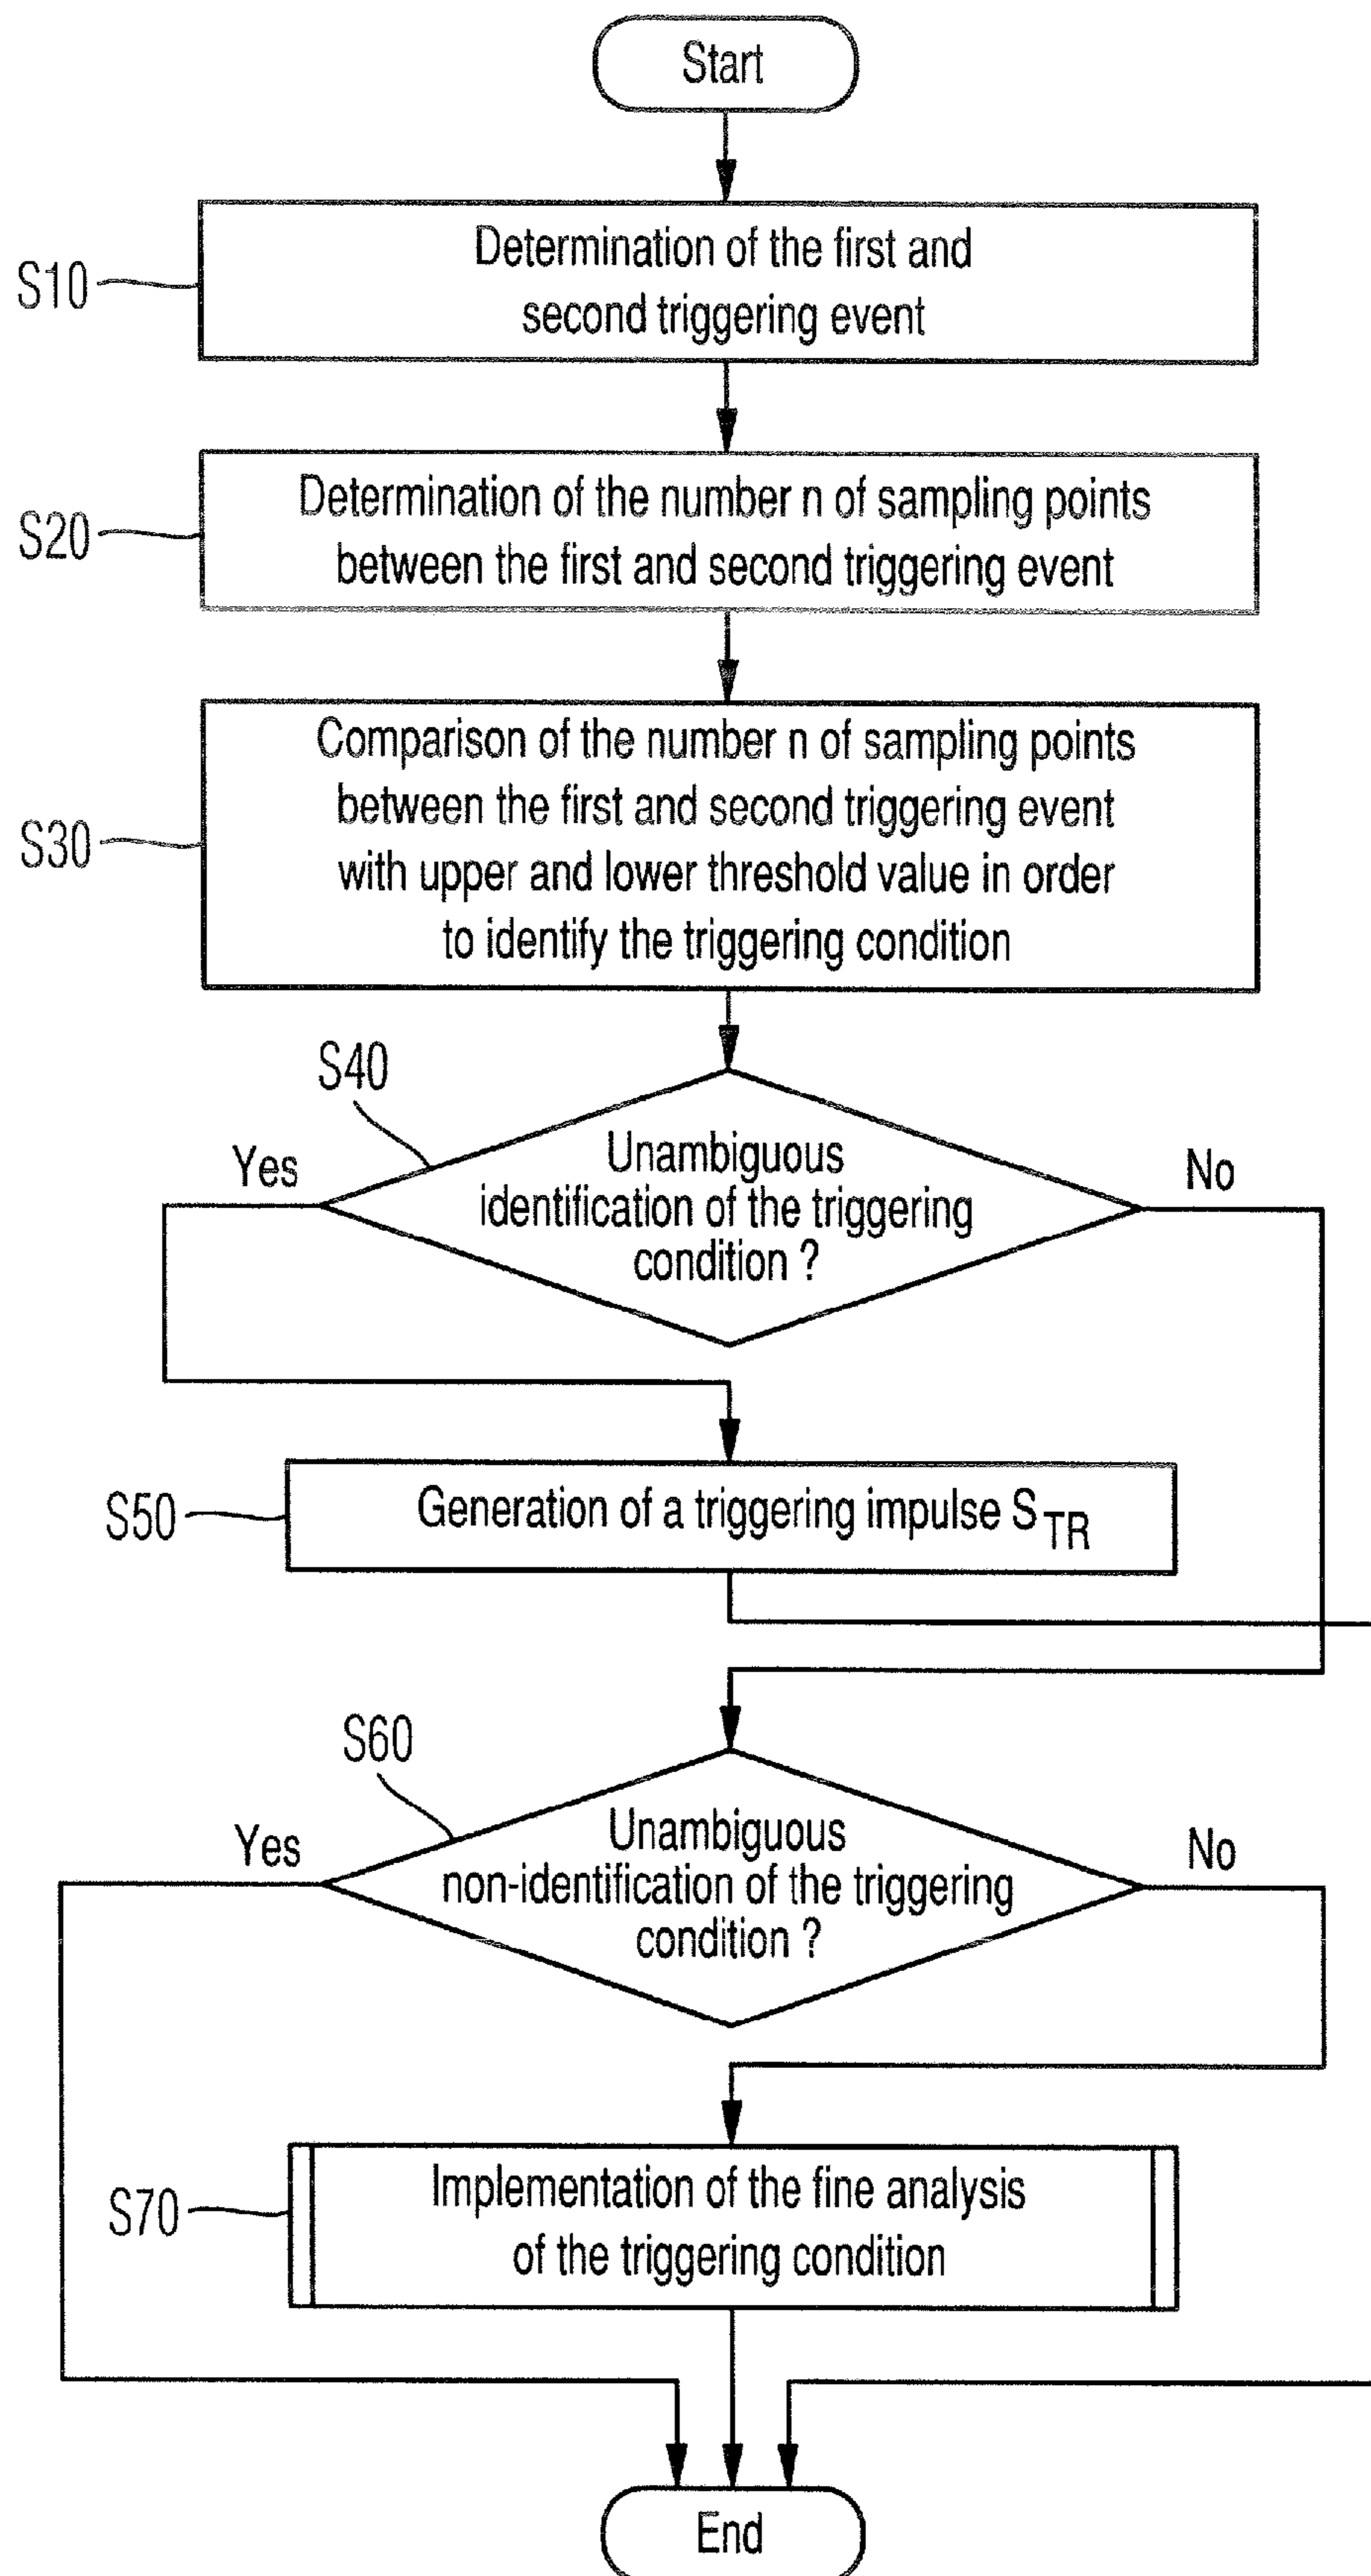 Start
S10
Determination of the first and
second triggering event
S20
Determination of the number n of sampling points
between the first and second triggering event
S30
Comparison of the number n of sampling points
between the first and second triggering event
with upper and lower threshold value in order
to identify the triggering condition
S40
Yes
No
Unambiguous
identification of the triggering
condition ?
S50
Generation of a triggering impulse S TR
S60
Yes
No
Unambiguous
non-identification of the triggering
condition ?
S70
Implementation of the fine analysis
of the triggering condition
End